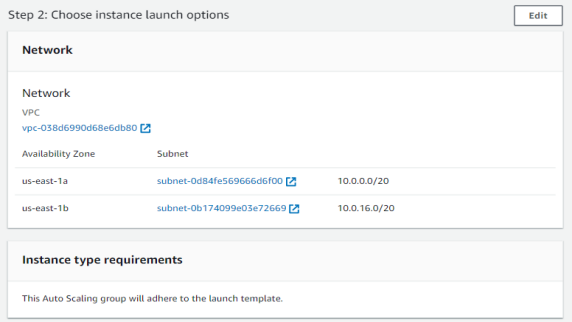 Step 2: Choose instance launch options
Edit
Network
Network
VPC
vpc-038d6990d68e6db80
Availability Zone Subnet
us-east-1a subnet-0d84fe569666d6f00 10.0.0.0/20
us-east-1b subnet-0b174099e03e72669 10.0.16.0/20
Instance type requirements
This Auto Scaling group will adhere to the launch template.